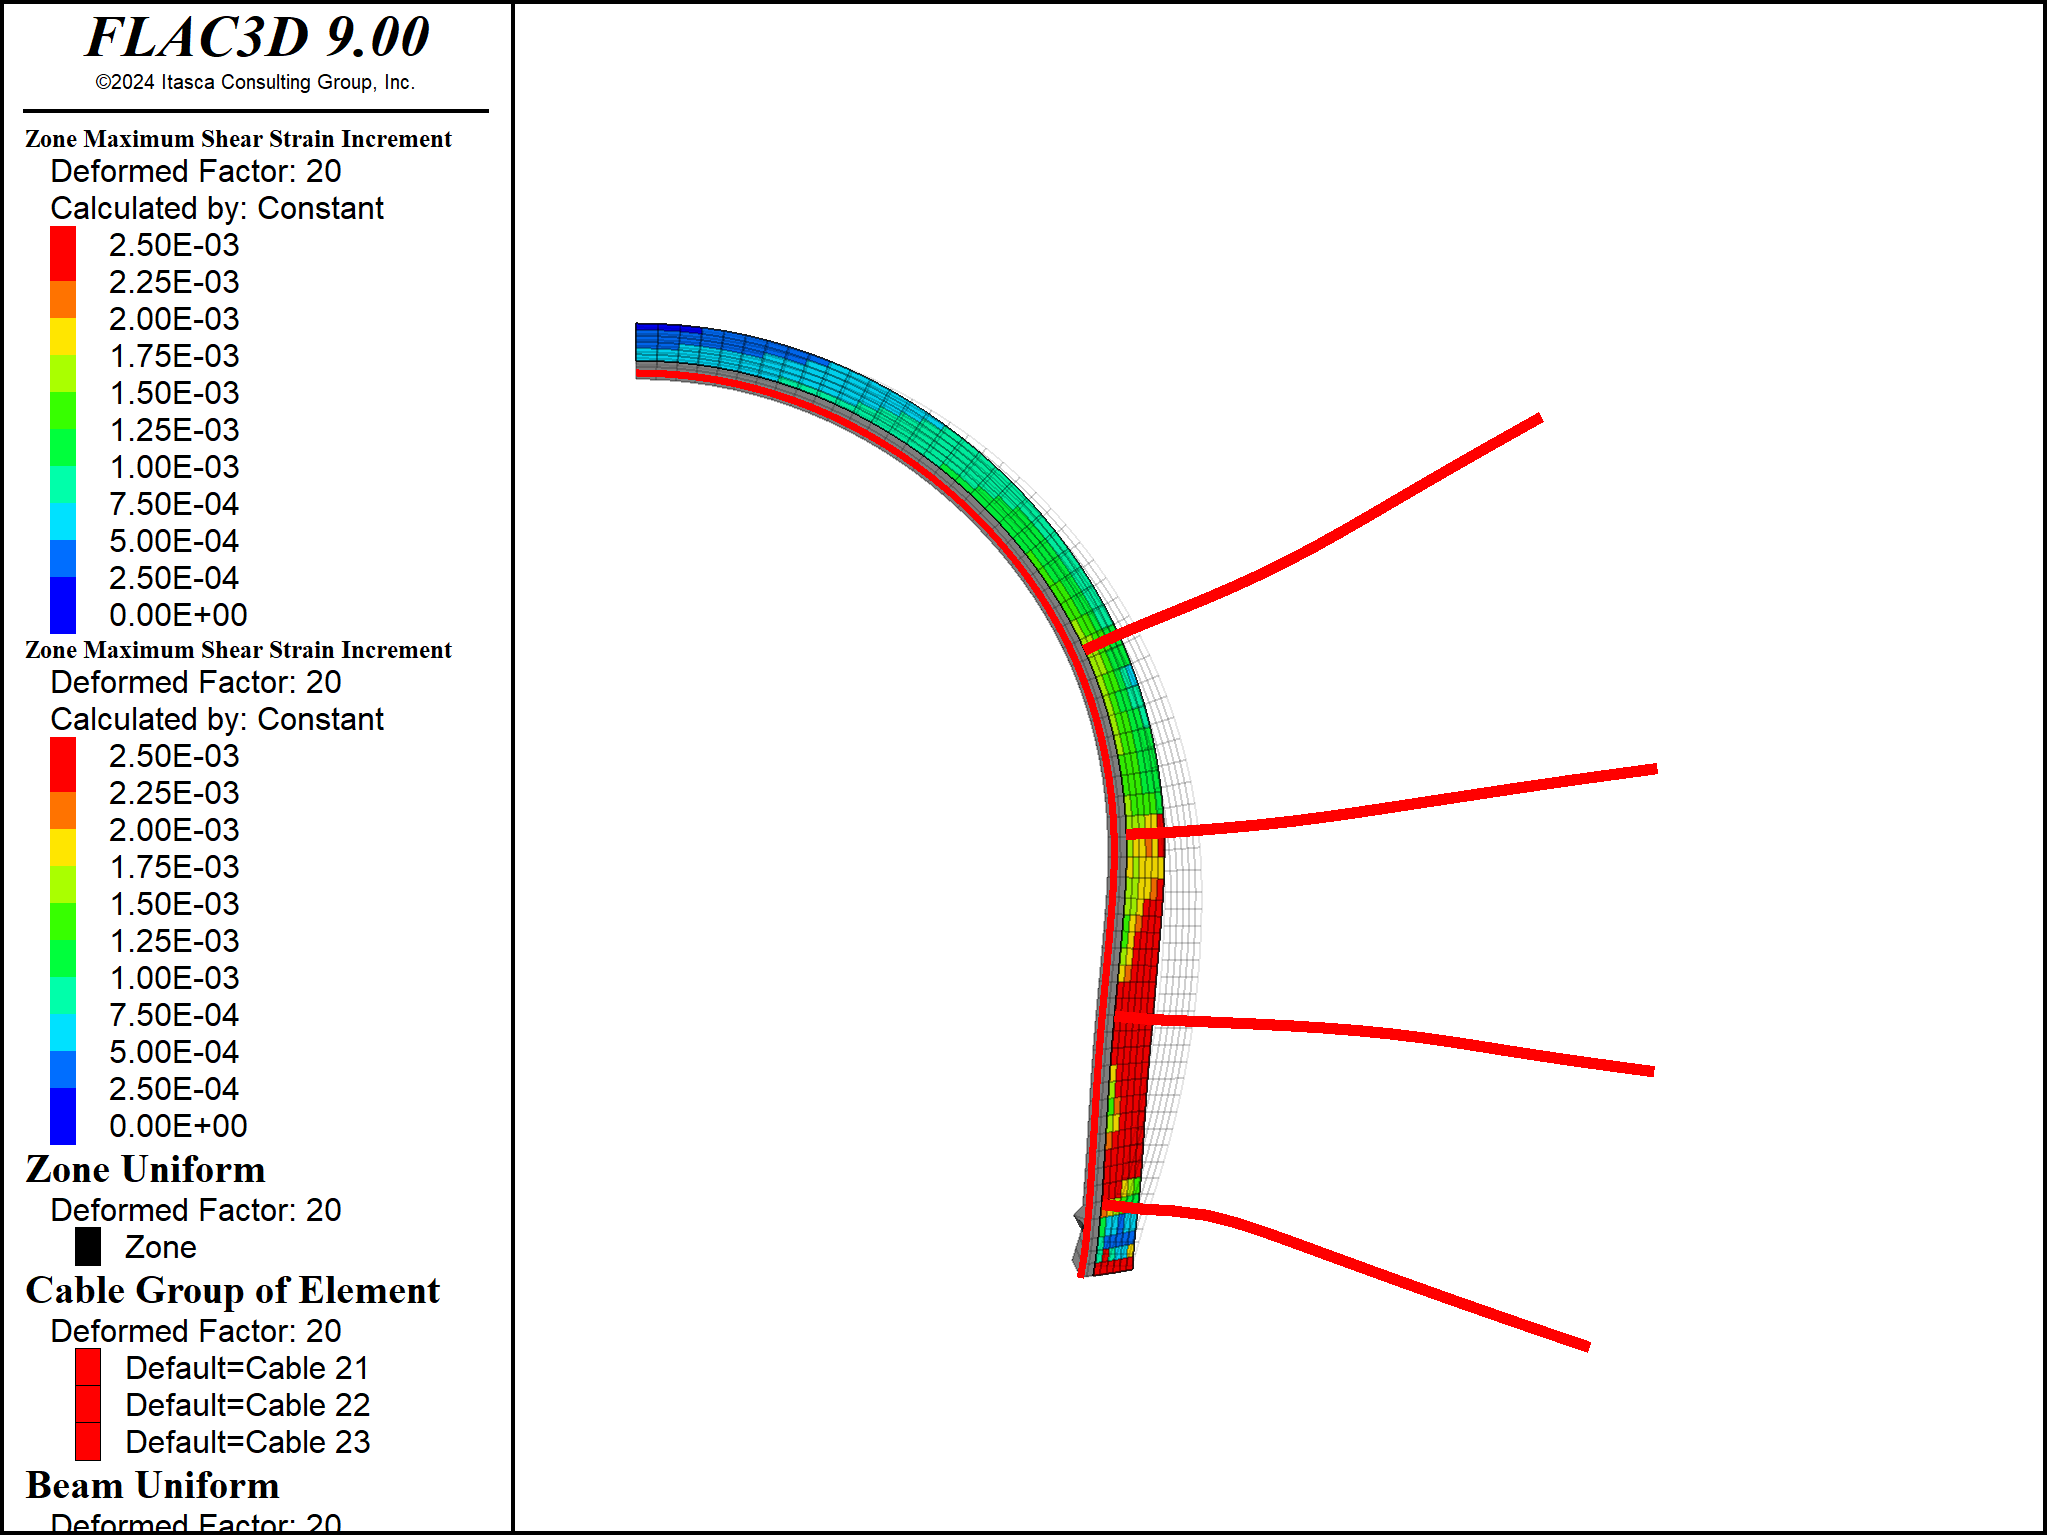 FLAC3D 9.00
©2024 Itasca Consulting Group, Inc.
Zone Maximum Shear Strain Increment
Deformed Factor: 20
Calculated by: Constant
2.50E-03
2.25E-03
2.00E-03
1.75E-03
1.50E-03
1.25E-03
1.00E-03
7.50E-04
5.00E-04
2.50E-04
0.00E+00
Zone Maximum Shear Strain Increment
Deformed Factor: 20
Calculated by: Constant
2.50E-03
2.25E-03
2.00E-03
1.75E-03
1.50E-03
1.25E-03
1.00E-03
7.50E-04
5.00E-04
2.50E-04
0.00E+00
Zone Uniform
Deformed Factor: 20
Zone
Cable Group of Element
Deformed Factor: 20
Default=Cable 21
Default=Cable 22
Default=Cable 23
Beam Uniform
Deformed Factor: 20